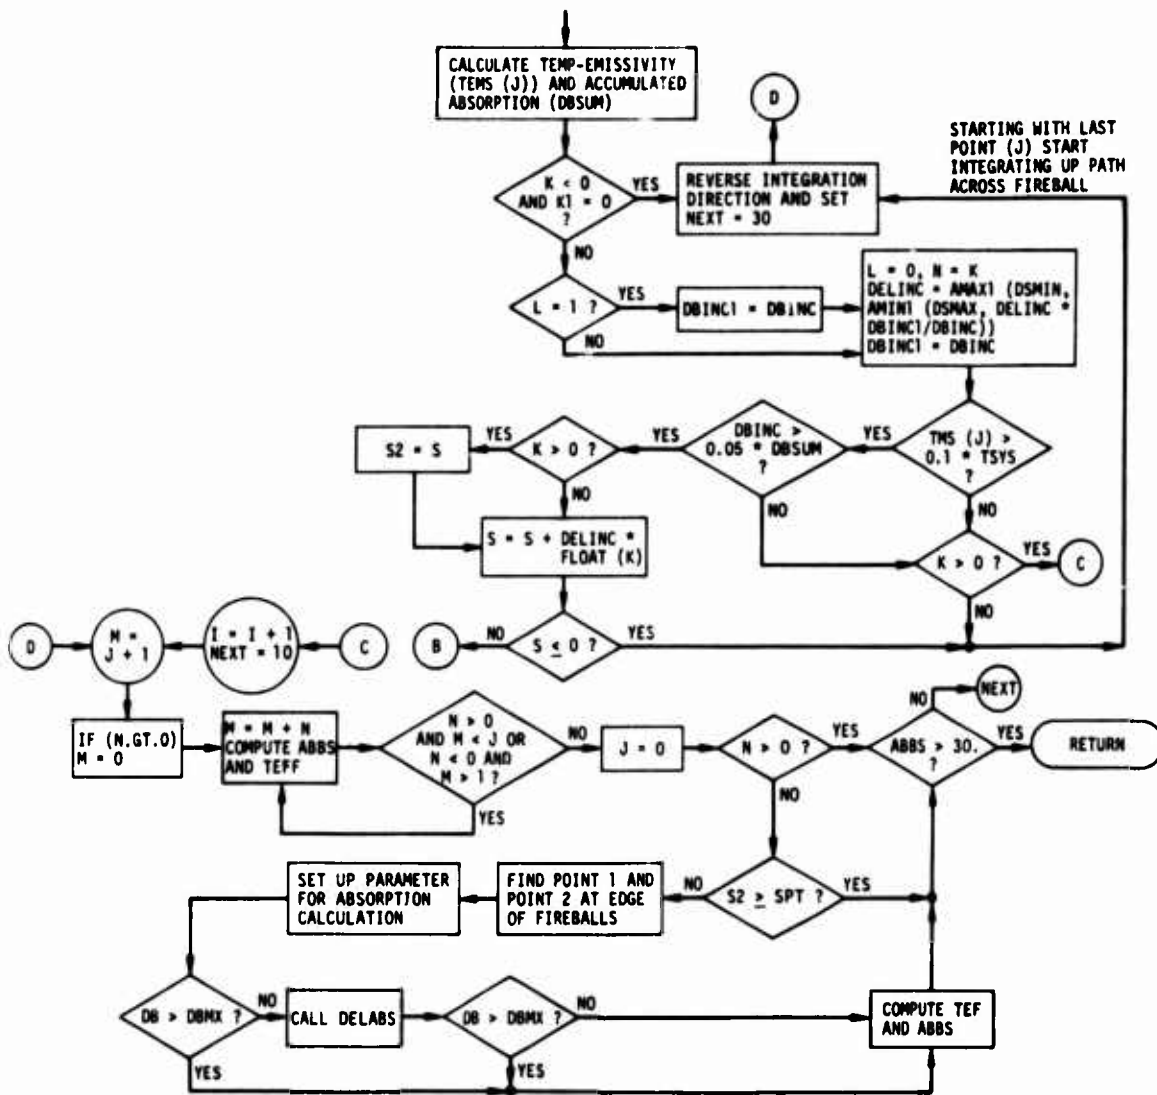 CALCULATE TEMP-EMISSIVITY
(TEMS (J)) AND ACCUMULATED
ABSORPTION (DBSUM)
D
STARTING WITH LAST
POINT (J) START
INTEGRATING UP PATH
ACROSS FIREBALL
K < 0
AND K1 = 0
?
YES
NO
REVERSE INTEGRATION
DIRECTION AND SET
NEXT = 30
L = 1 ?
YES
NO
DBINC1 = DBINC
L = 0, N = K
DELINC = AMAX1 (DSMIN,
AMIN1 (DSMAX, DELINC *
DBINC1/DBINC))
DBINC1 = DBINC
S2 = S
YES
K > 0 ?
NO
YES
DBINC >
0.05 * DBSUM
?
NO
YES
TMS (J) >
0.1 * TSYS
?
NO
S = S + DELINC *
FLOAT (K)
K > 0 ?
YES
C
NO
D
M =
J + 1
I = I + 1
NEXT = 10
C
B
NO
S ≤ 0 ?
YES
IF (N.GT.0)
M = 0
M = M + N
COMPUTE ABBS
AND TEFF
N > 0
AND M < J OR
N < 0 AND
M > 1 ?
NO
YES
J = 0
N > 0 ?
YES
NO
ABBS > 30.
?
NO
NEXT
YES
RETURN
SET UP PARAMETER
FOR ABSORPTION
CALCULATION
FIND POINT 1 AND
POINT 2 AT EDGE
OF FIREBALLS
NO
S2 ≥ SPT ?
YES
DB > DBMX ?
NO
YES
CALL DELABS
DB > DBMX ?
NO
YES
COMPUTE TEF
AND ABBS